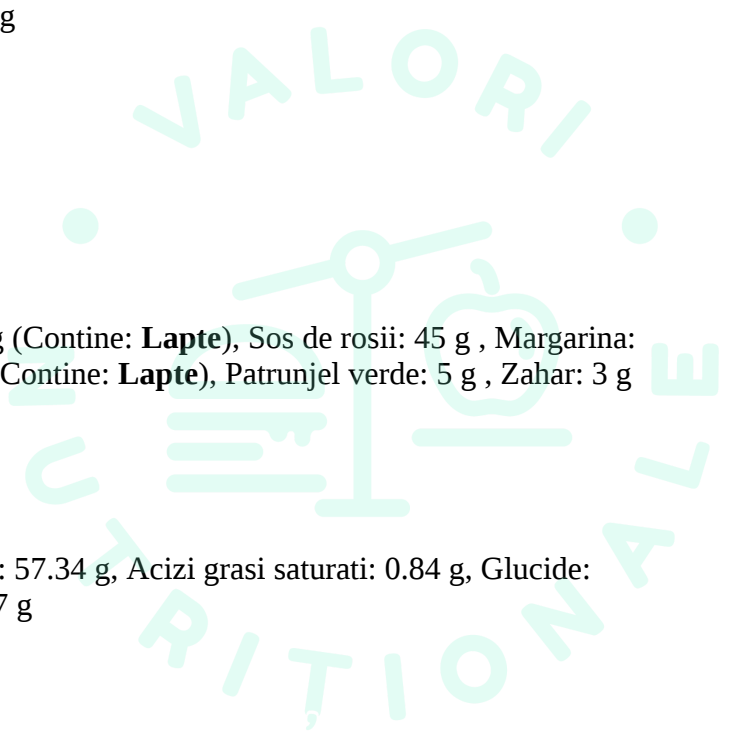 g
VALORI
g (Contine: Lapte), Sos de rosii: 45 g , Margarina:
Contine: Lapte), Patrunjel verde: 5 g , Zahar: 3 g
: 57.34 g, Acizi grasi saturati: 0.84 g, Glucide:
7 g
NUTRITIONALE